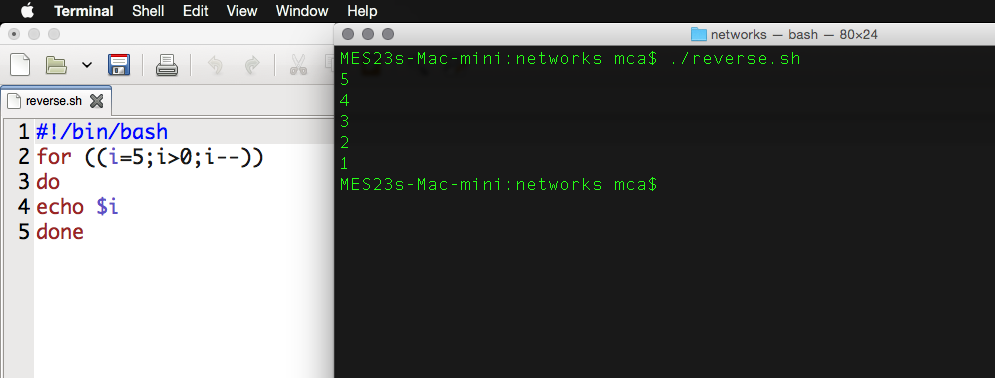 Terminal Shell Edit View Window Help
networks — bash — 80×24
reverse.sh
1 #!/bin/bash
2 for ((i=5;i>0;i--))
3 do
4 echo $i
5 done
MES23s-Mac-mini:networks mca$ ./reverse.sh
5
4
3
2
1
MES23s-Mac-mini:networks mca$